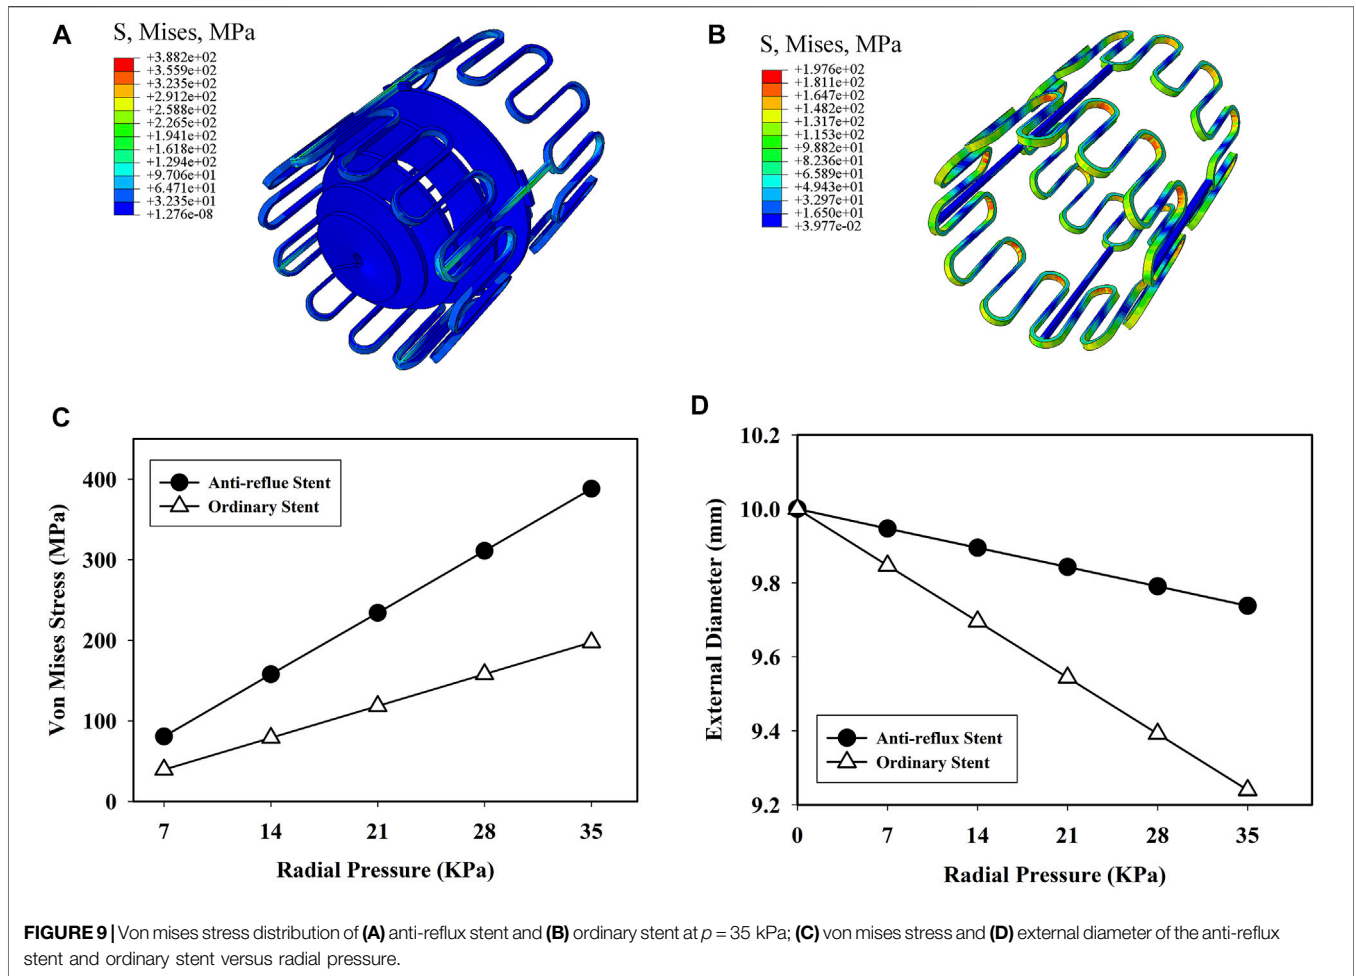 A
S, Mises, MPa
+3.882e+02
+3.559e+02
+3.235e+02
+2.912e+02
+2.588e+02
+2.265e+02
+1.941e+02
+1.618e+02
+1.294e+02
+9.706e+01
+6.471e+01
+3.235e+01
+1.276e-08
B
S, Mises, MPa
+1.976e+02
+1.811e+02
+1.647e+02
+1.482e+02
+1.317e+02
+1.153e+02
+9.882e+01
+8.236e+01
+6.589e+01
+4.943e+01
+3.297e+01
+1.650e+01
+3.977e-02
C
Von Mises Stress (MPa)
400
300
200
100
0
Anti-reflue Stent
Ordinary Stent
7 14 21 28 35
Radial Pressure (KPa)
D
External Diameter (mm)
10.2
10.0
9.8
9.6
9.4
9.2
Anti-reflux Stent
Ordinary Stent
0 7 14 21 28 35
Radial Pressure (KPa)
FIGURE 9 | Von mises stress distribution of (A) anti-reflux stent and (B) ordinary stent at p = 35 kPa; (C) von mises stress and (D) external diameter of the anti-reflux
stent and ordinary stent versus radial pressure.